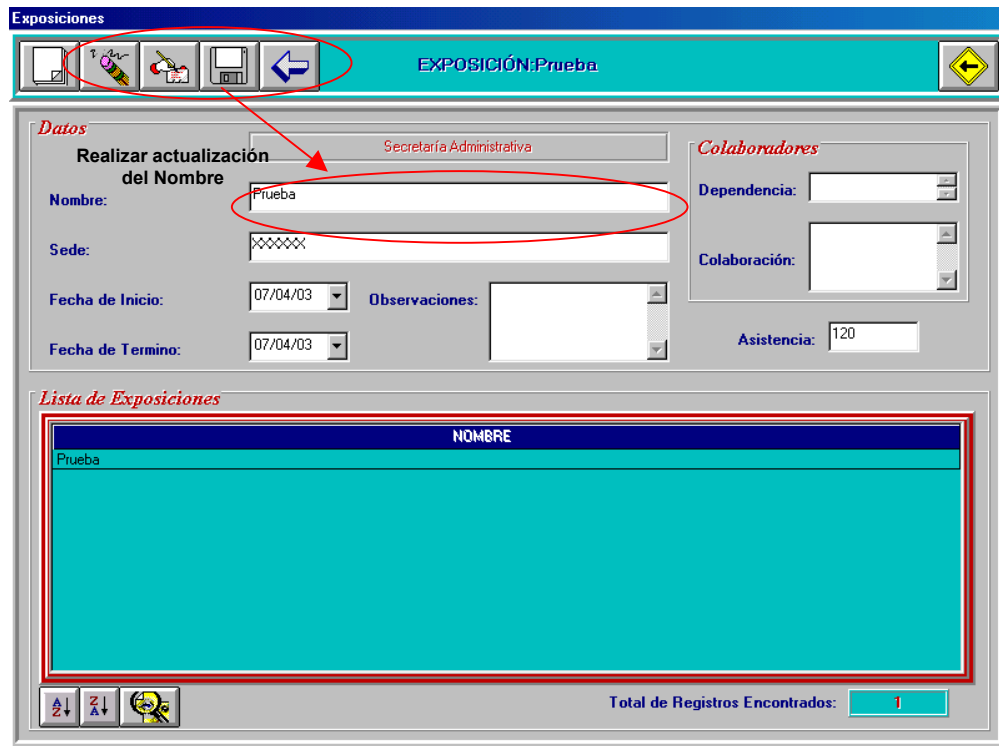 Exposiciones
EXPOSICIÓN:Prueba
Datos
Secretaría Administrativa
Realizar actualización
del Nombre
Nombre:
Prueba
Sede:
XXXXXX
Fecha de Inicio:
07/04/03
Observaciones:
Fecha de Termino:
07/04/03
Colaboradores
Dependencia:
Colaboración:
Asistencia:
120
Lista de Exposiciones
NOMBRE
Prueba
A
Z
Z
A
Total de Registros Encontrados:
1